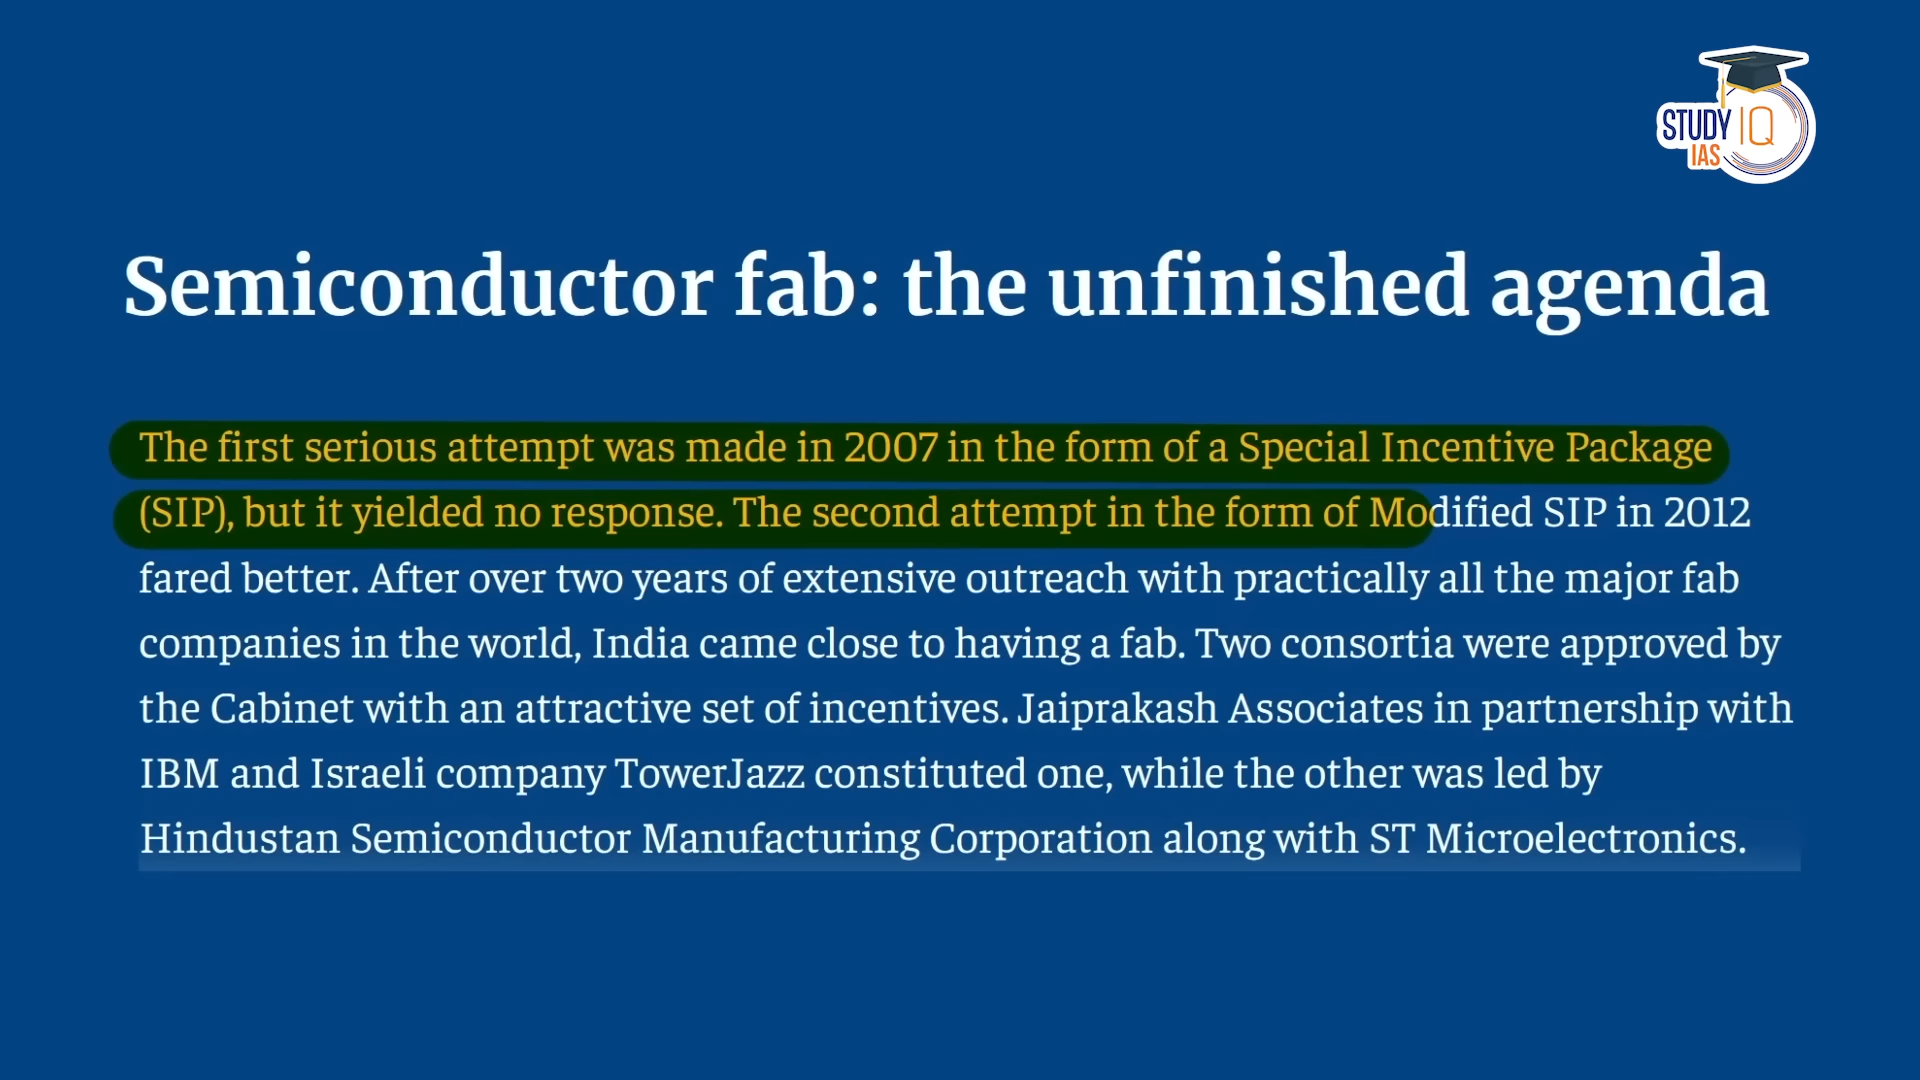 STUDY IQ
IAS
Semiconductor fab: the unfinished agenda
The first serious attempt was made in 2007 in the form of a Special Incentive Package
(SIP), but it yielded no response. The second attempt in the form of Modified SIP in 2012
fared better. After over two years of extensive outreach with practically all the major fab
companies in the world, India came close to having a fab. Two consortia were approved by
the Cabinet with an attractive set of incentives. Jaiprakash Associates in partnership with
IBM and Israeli company TowerJazz constituted one, while the other was led by
Hindustan Semiconductor Manufacturing Corporation along with ST Microelectronics.